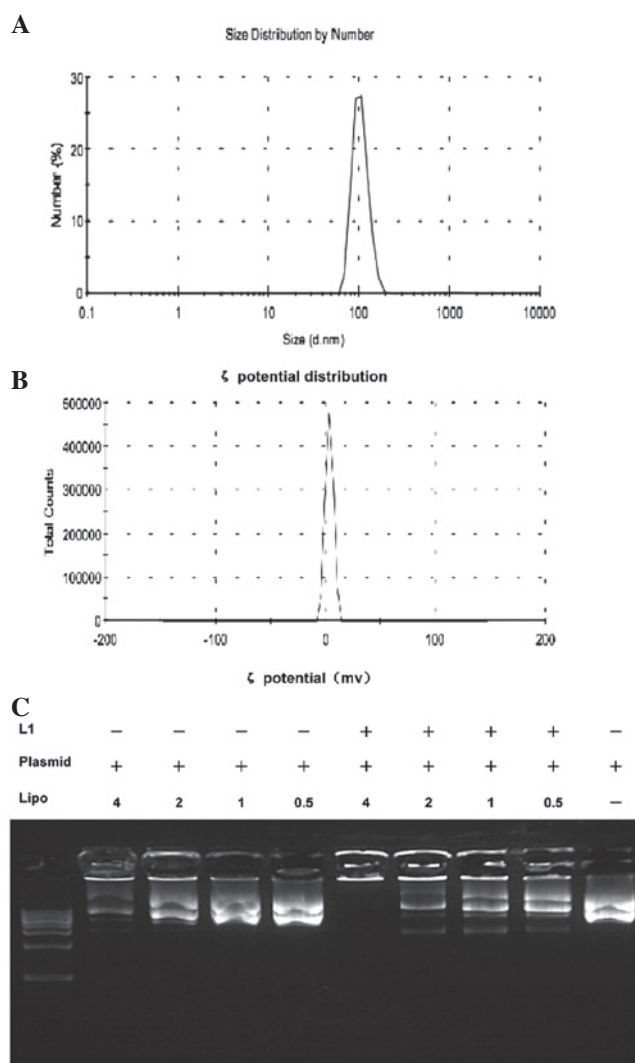 A
Size Distribution by Number
30
20
10
0
Number (%)
0.1 1 10 100 1000 10000
Size (d.nm)
B
ζ potential distribution
500000
400000
300000
200000
100000
0
Total Counts
-200 -100 0 100 200
ζ potential (mv)
C
L1 − − − − + + + + −
Plasmid + + + + + + + + +
Lipo 4 2 1 0.5 4 2 1 0.5 −